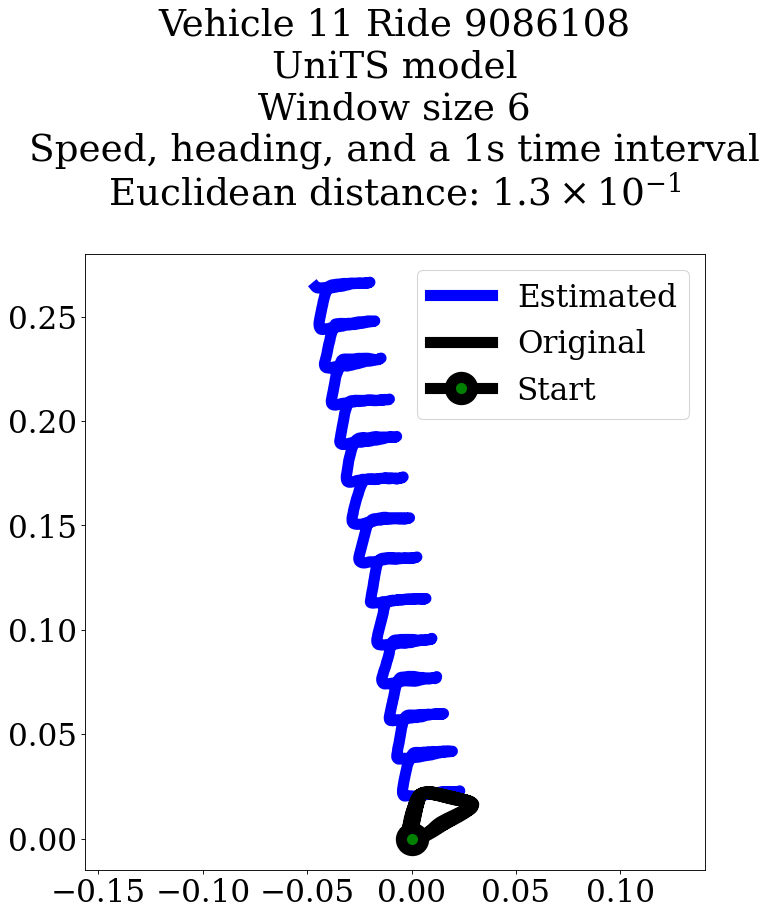 Vehicle 11 Ride 9086108
UniTS model
Window size 6
Speed, heading, and a 1s time interval
Euclidean distance: 1.3 × 10⁻¹
Estimated
Original
Start
0.25
0.20
0.15
0.10
0.05
0.00
−0.15 −0.10 −0.05 0.00 0.05 0.10